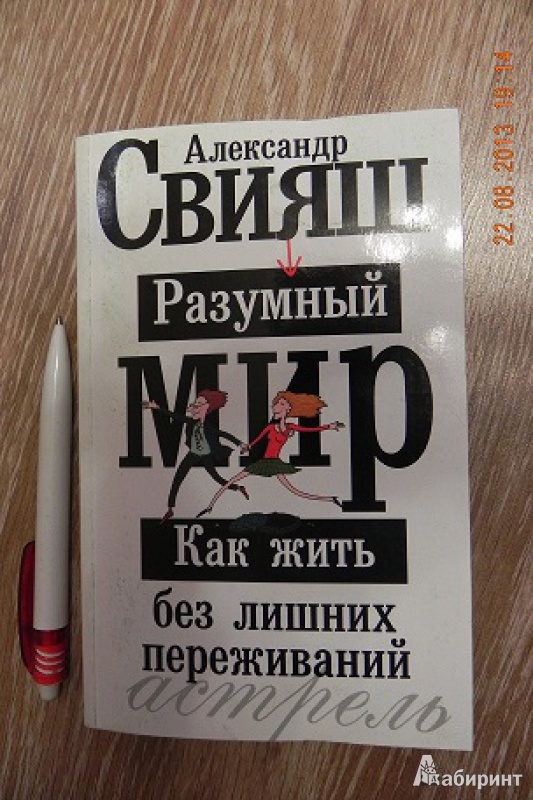 Александр
Свияш
Разумный
мир
Как жить
без лишних
переживаний
астрель
22.08.2013 19:14
Лабиринт